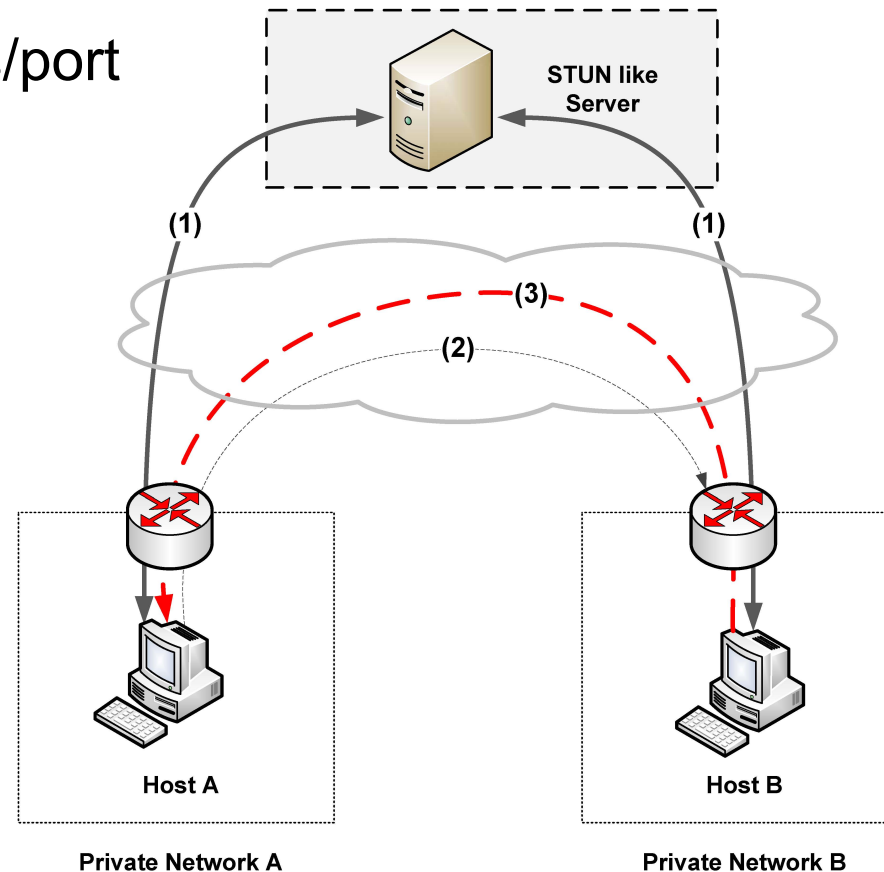 /port
STUN like
Server
(1)
(1)
(3)
(2)
Host A
Host B
Private Network A
Private Network B